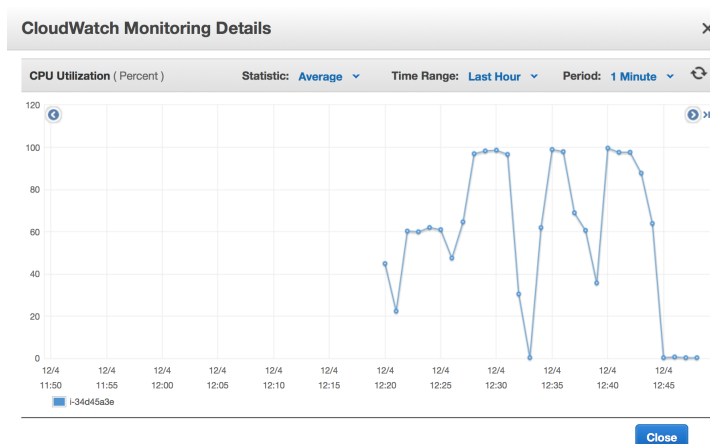 CloudWatch Monitoring Details
CPU Utilization ( Percent ) Statistic: Average Time Range: Last Hour Period: 1 Minute
120
100
80
60
40
20
0
12/4 12/4 12/4 12/4 12/4 12/4 12/4 12/4 12/4 12/4 12/4 12/4
11:50 11:55 12:00 12:05 12:10 12:15 12:20 12:25 12:30 12:35 12:40 12:45
i-34d45a3e
Close